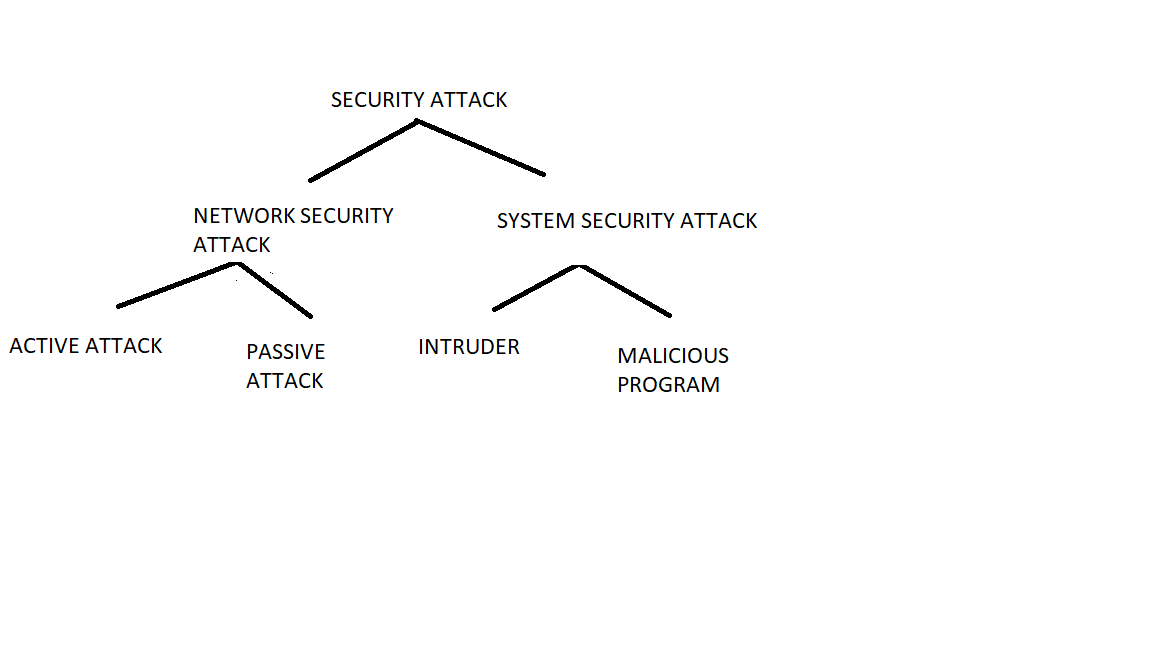 SECURITY ATTACK
NETWORK SECURITY
ATTACK
SYSTEM SECURITY ATTACK
ACTIVE ATTACK
PASSIVE
ATTACK
INTRUDER
MALICIOUS
PROGRAM